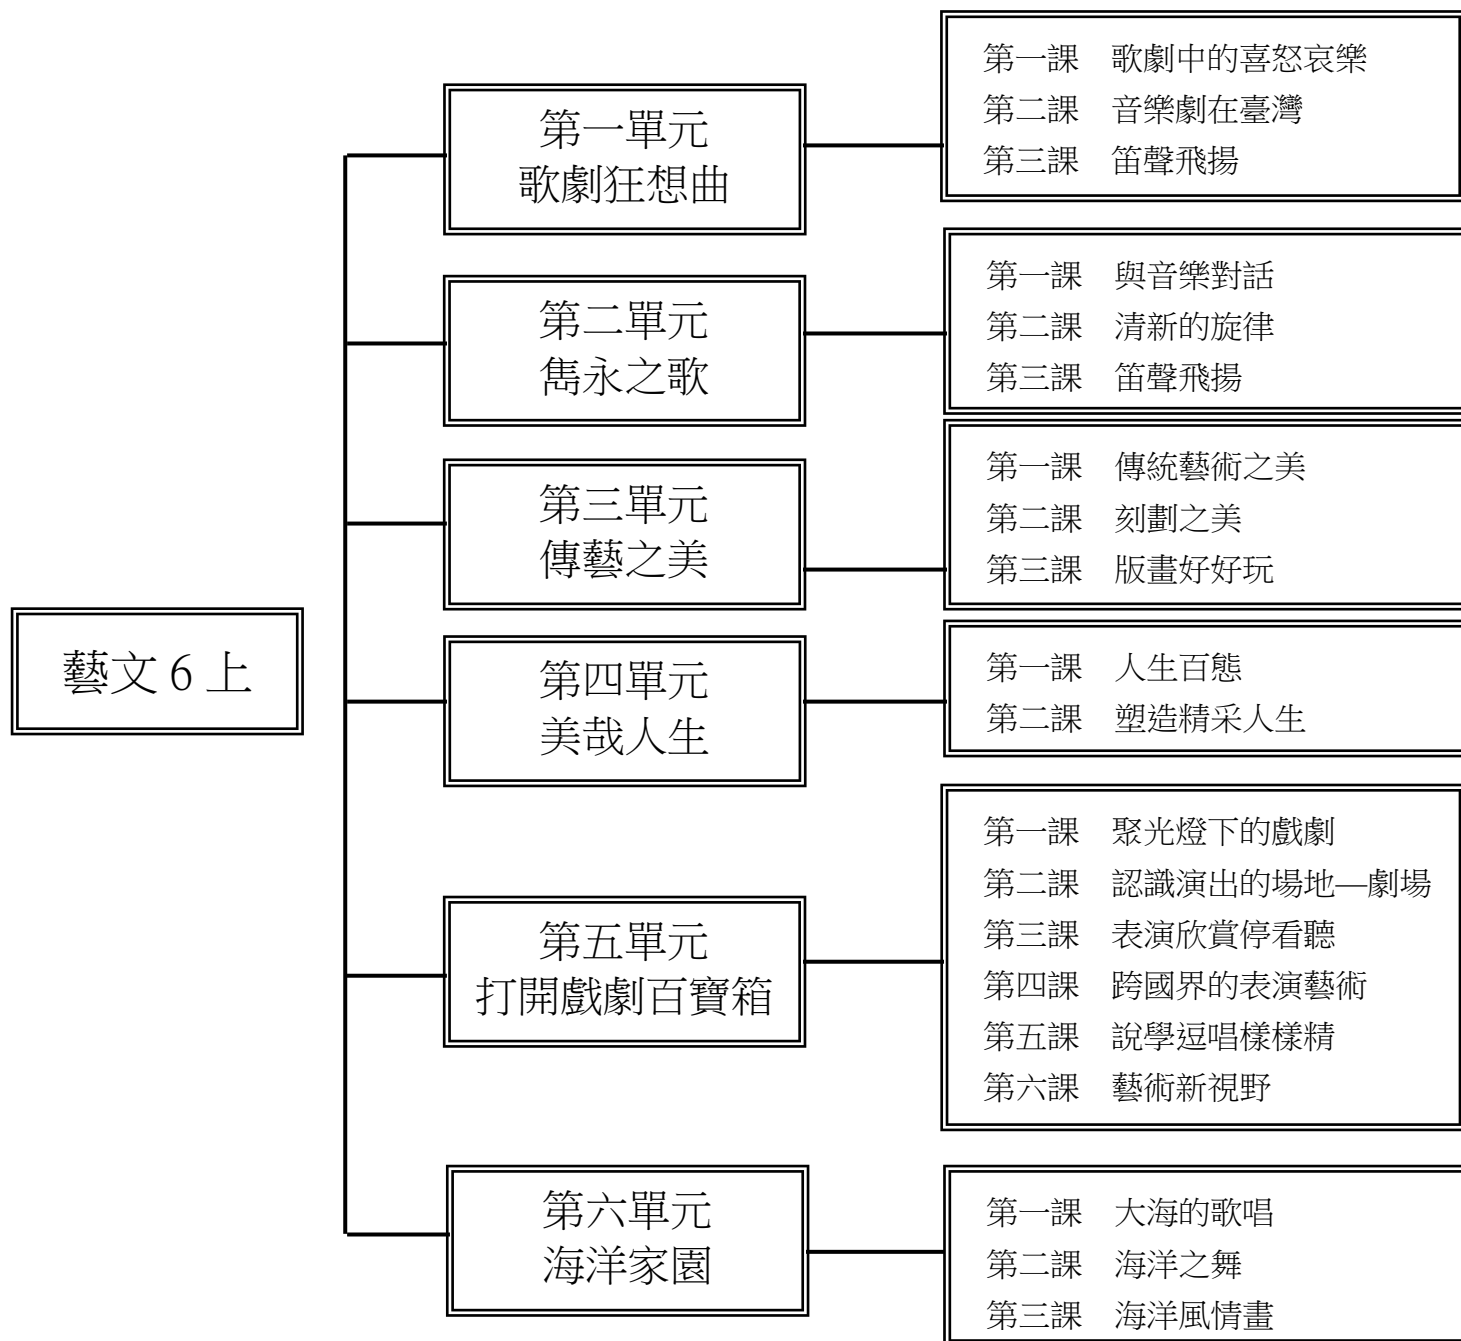 藝文 6 上
第一單元
歌劇狂想曲
第一課　歌劇中的喜怒哀樂
第二課　音樂劇在臺灣
第三課　笛聲飛揚
第二單元
雋永之歌
第一課　與音樂對話
第二課　清新的旋律
第三課　笛聲飛揚
第三單元
傳藝之美
第一課　傳統藝術之美
第二課　刻劃之美
第三課　版畫好好玩
第四單元
美哉人生
第一課　人生百態
第二課　塑造精采人生
第五單元
打開戲劇百寶箱
第一課　聚光燈下的戲劇
第二課　認識演出的場地—劇場
第三課　表演欣賞停看聽
第四課　跨國界的表演藝術
第五課　說學逗唱樣樣精
第六課　藝術新視野
第六單元
海洋家園
第一課　大海的歌唱
第二課　海洋之舞
第三課　海洋風情畫